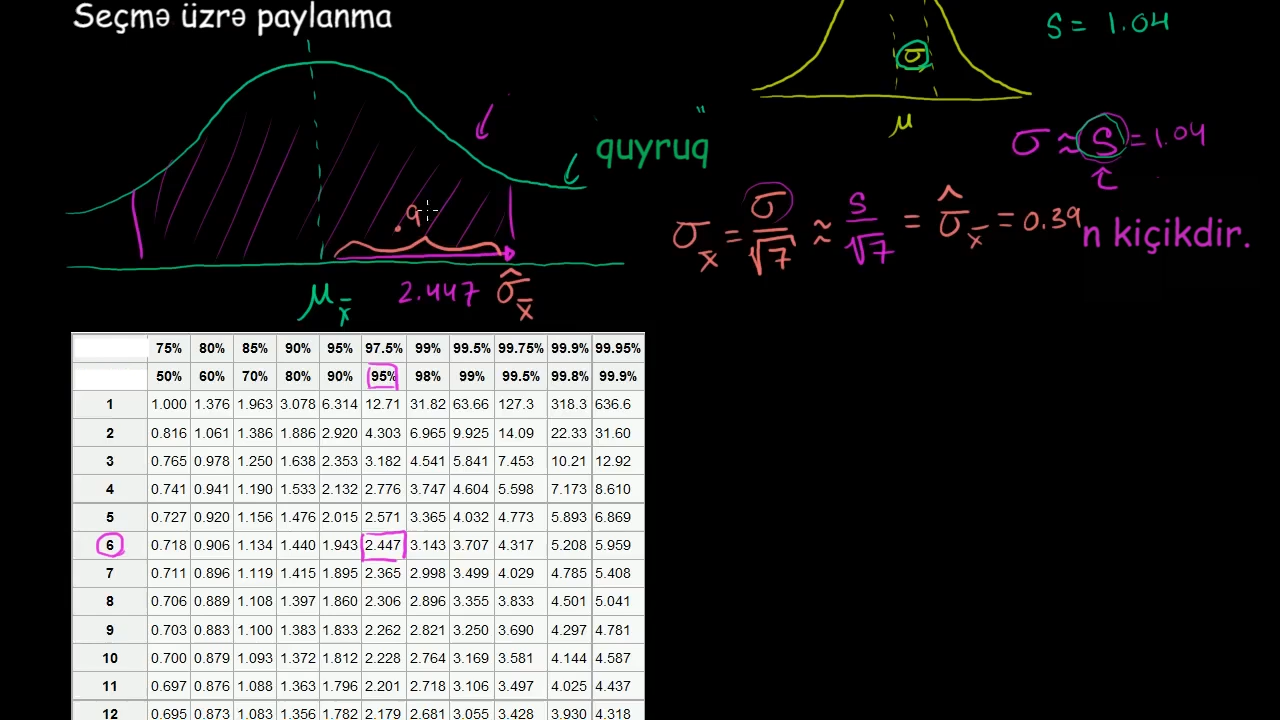 Seçmə üzrə paylanma
S = 1.04
σ
μ
"
quyruq
σ ≈ S = 1.04
.9
σ_x̄ = σ/√7 ≈ S/√7 = σ̂_x̄ = 0.39
n kiçikdir.
μ_x̄ 2.447 σ̂_x̄
75% 80% 85% 90% 95% 97.5% 99% 99.5% 99.75% 99.9% 99.95%
50% 60% 70% 80% 90% 95% 98% 99% 99.5% 99.8% 99.9%
1 1.000 1.376 1.963 3.078 6.314 12.71 31.82 63.66 127.3 318.3 636.6
2 0.816 1.061 1.386 1.886 2.920 4.303 6.965 9.925 14.09 22.33 31.60
3 0.765 0.978 1.250 1.638 2.353 3.182 4.541 5.841 7.453 10.21 12.92
4 0.741 0.941 1.190 1.533 2.132 2.776 3.747 4.604 5.598 7.173 8.610
5 0.727 0.920 1.156 1.476 2.015 2.571 3.365 4.032 4.773 5.893 6.869
6 0.718 0.906 1.134 1.440 1.943 2.447 3.143 3.707 4.317 5.208 5.959
7 0.711 0.896 1.119 1.415 1.895 2.365 2.998 3.499 4.029 4.785 5.408
8 0.706 0.889 1.108 1.397 1.860 2.306 2.896 3.355 3.833 4.501 5.041
9 0.703 0.883 1.100 1.383 1.833 2.262 2.821 3.250 3.690 4.297 4.781
10 0.700 0.879 1.093 1.372 1.812 2.228 2.764 3.169 3.581 4.144 4.587
11 0.697 0.876 1.088 1.363 1.796 2.201 2.718 3.106 3.497 4.025 4.437
12 0.695 0.873 1.083 1.356 1.782 2.179 2.681 3.055 3.428 3.930 4.318